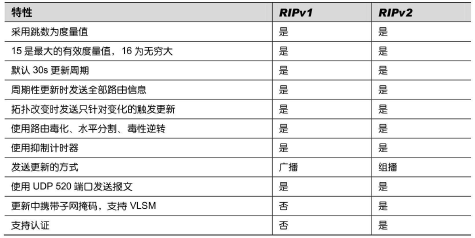 特性 RIPv1 RIPv2
采用跳数为度量值 是 是
15 是最大的有效度量值，16 为无穷大 是 是
默认 30s 更新周期 是 是
周期性更新时发送全部路由信息 是 是
拓扑改变时发送只针对变化的触发更新 是 是
使用路由毒化、水平分割、毒性逆转 是 是
使用抑制计时器 是 是
发送更新的方式 广播 组播
使用 UDP 520 端口发送报文 是 是
更新中携带子网掩码，支持 VLSM 否 是
支持认证 否 是